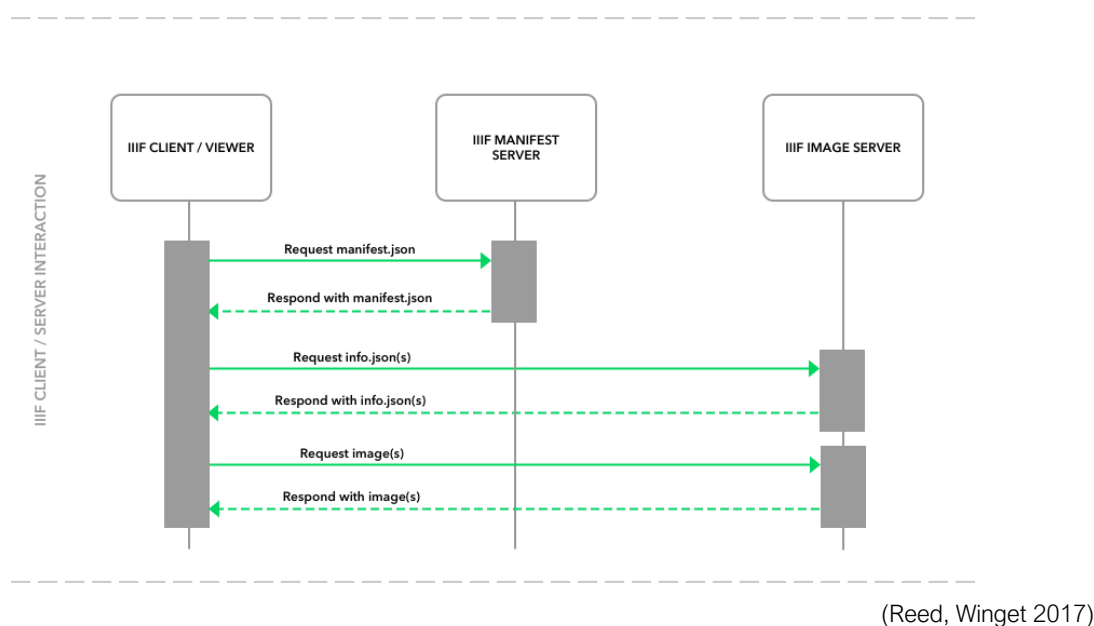 IIIF CLIENT / SERVER INTERACTION
IIIF CLIENT / VIEWER
IIIF MANIFEST
SERVER
IIIF IMAGE SERVER
Request manifest.json
Respond with manifest.json
Request info.json(s)
Respond with info.json(s)
Request image(s)
Respond with image(s)
(Reed, Winget 2017)